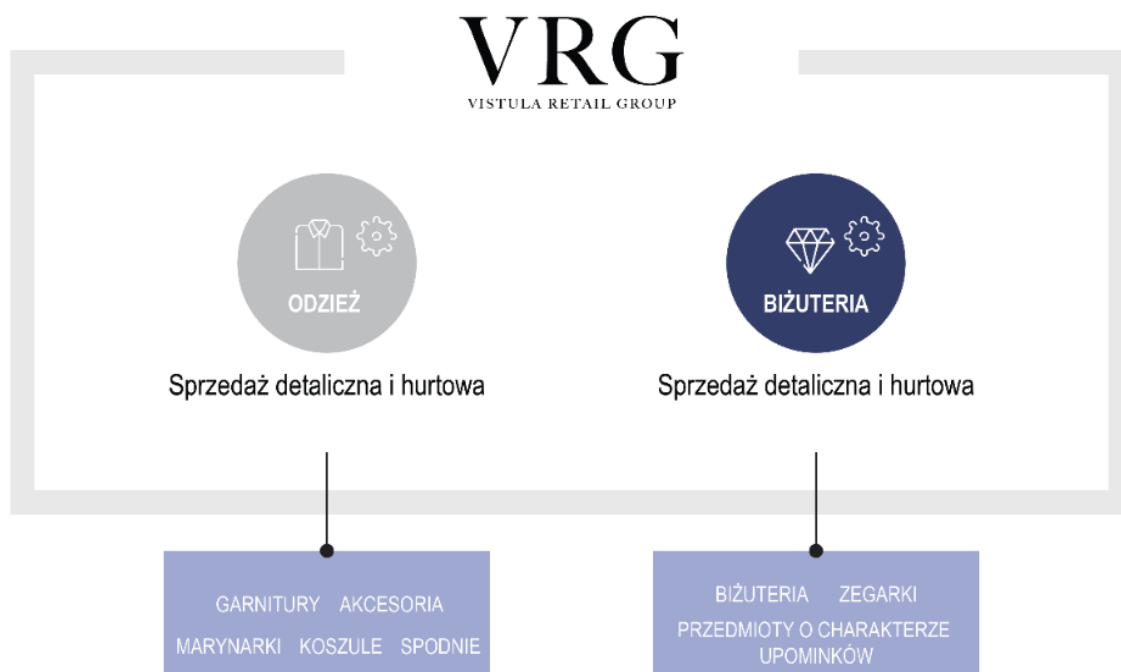 VRG
VISTULA RETAIL GROUP
ODZIEŻ
Sprzedaż detaliczna i hurtowa
GARNITURY AKCESORIA
MARYNARKI KOSZULE SPODNIE
BIŻUTERIA
Sprzedaż detaliczna i hurtowa
BIŻUTERIA ZEGARKI
PRZEDMIOTY O CHARAKTERZE
UPOMINKÓW